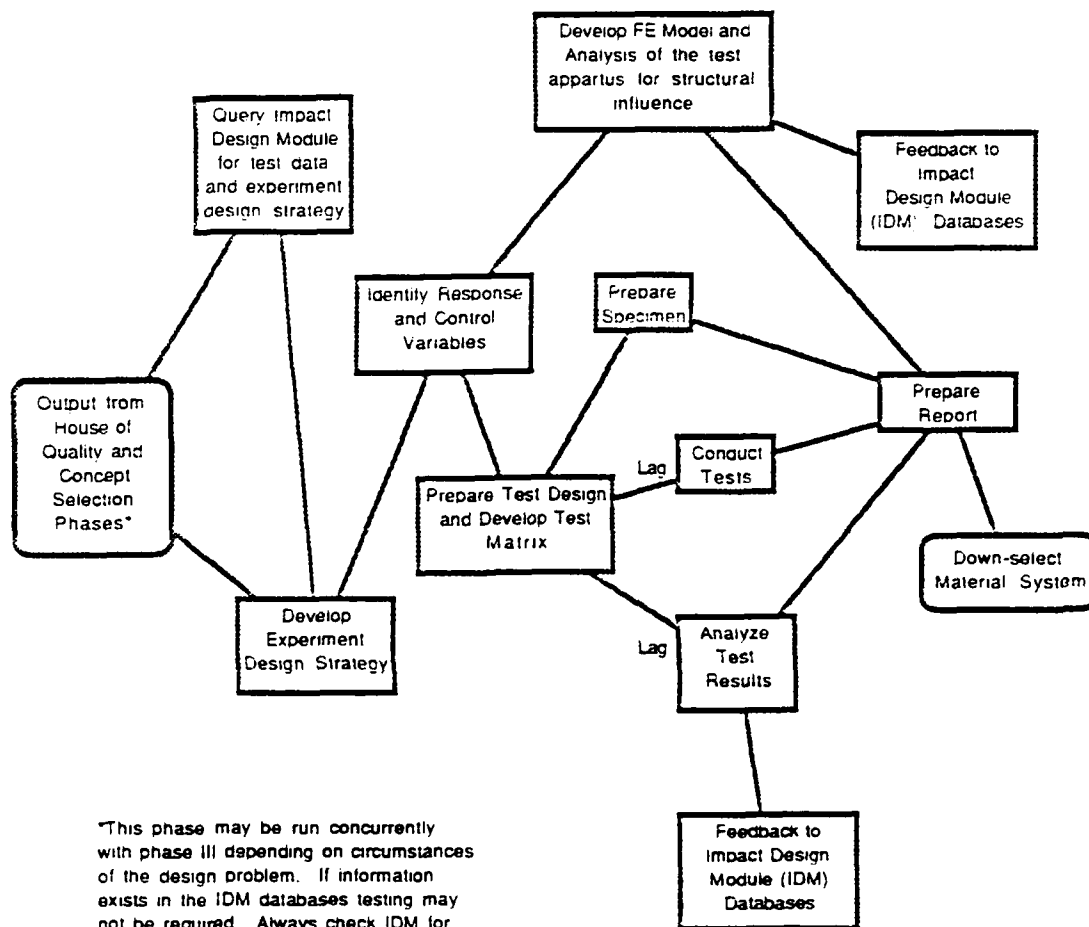 Develop FE Model and
Analysis of the test
appartus for structural
influence
Query Impact
Design Module
for test data
and experiment
design strategy
Feedback to
Impact
Design Module
(IDM) Databases
Identify Response
and Control
Variables
Prepare
Specimen
Output from
House of
Quality and
Concept
Selection
Phases*
Prepare
Report
Lag
Conduct
Tests
Prepare Test Design
and Develop Test
Matrix
Down-select
Material System
Develop
Experiment
Design Strategy
Lag
Analyze
Test
Results
Feedback to
Impact Design
Module (IDM)
Databases
*This phase may be run concurrently
with phase III depending on circumstances
of the design problem. If information
exists in the IDM databases testing may
not be required. Always check IDM for